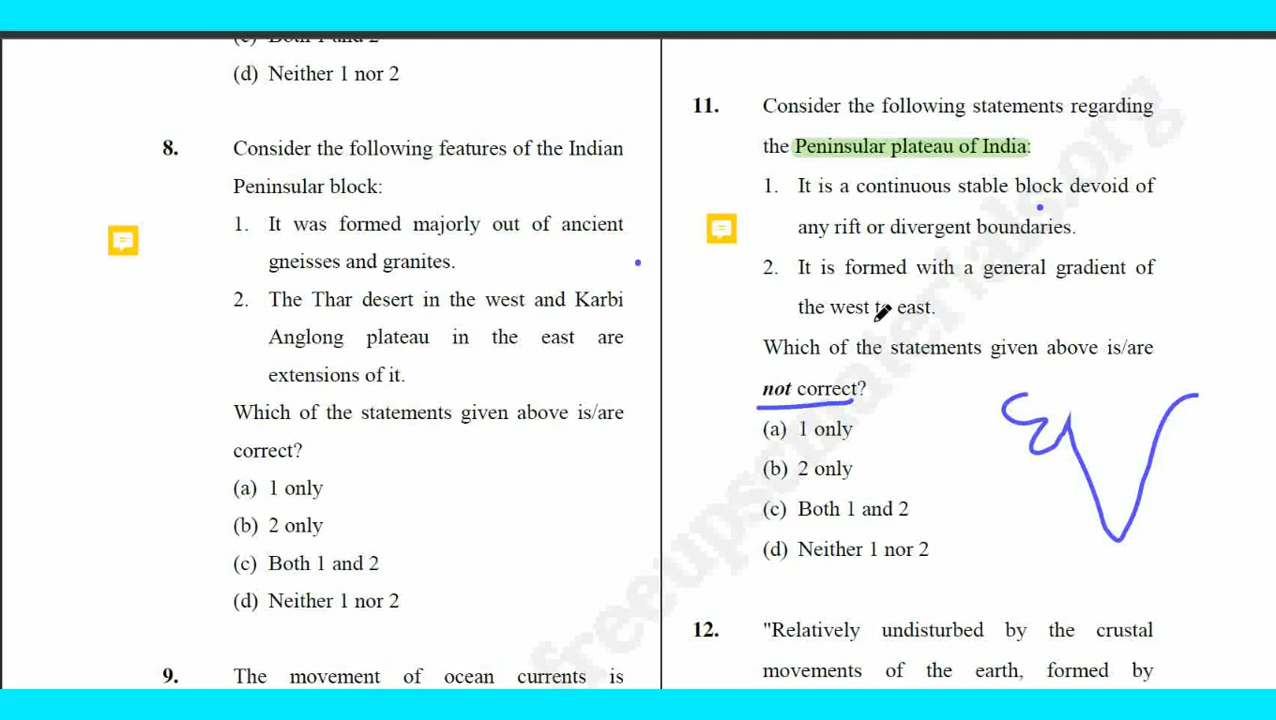 (d) Neither 1 nor 2
8. Consider the following features of the Indian
Peninsular block:
1. It was formed majorly out of ancient
gneisses and granites.
2. The Thar desert in the west and Karbi
Anglong plateau in the east are
extensions of it.
Which of the statements given above is/are
correct?
(a) 1 only
(b) 2 only
(c) Both 1 and 2
(d) Neither 1 nor 2
9. The movement of ocean currents is
11. Consider the following statements regarding
the Peninsular plateau of India:
1. It is a continuous stable block devoid of
any rift or divergent boundaries.
2. It is formed with a general gradient of
the west to east.
Which of the statements given above is/are
not correct?
(a) 1 only
(b) 2 only
(c) Both 1 and 2
(d) Neither 1 nor 2
12. "Relatively undisturbed by the crustal
movements of the earth, formed by
freeupscmaterials.org